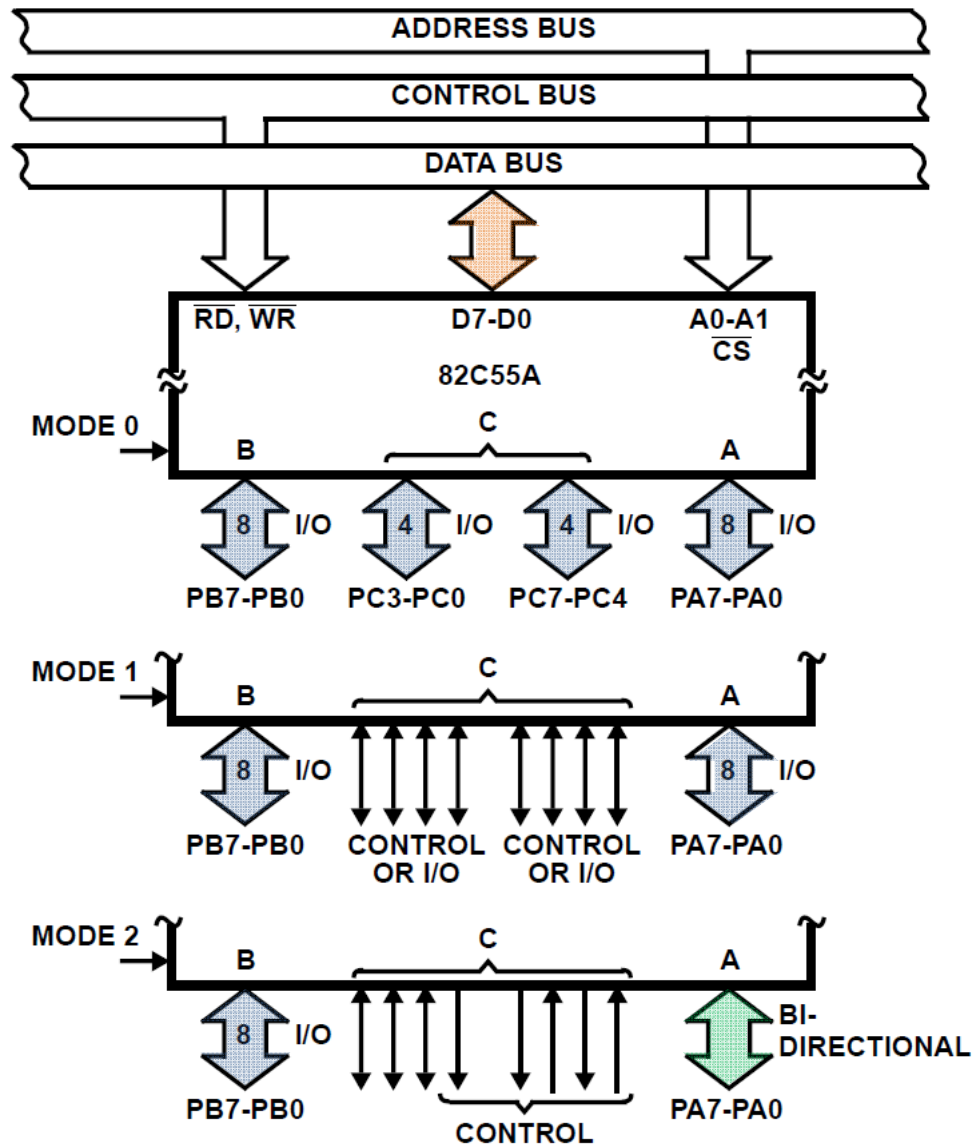 ADDRESS BUS
CONTROL BUS
DATA BUS
RD, WR
D7-D0
A0-A1
CS
82C55A
MODE 0
B
C
A
8
I/O
4
I/O
4
I/O
8
I/O
PB7-PB0
PC3-PC0
PC7-PC4
PA7-PA0
MODE 1
B
C
A
8
I/O
8
I/O
PB7-PB0
CONTROL
OR I/O
CONTROL
OR I/O
PA7-PA0
MODE 2
B
C
A
8
I/O
BI-
DIRECTIONAL
PB7-PB0
CONTROL
PA7-PA0